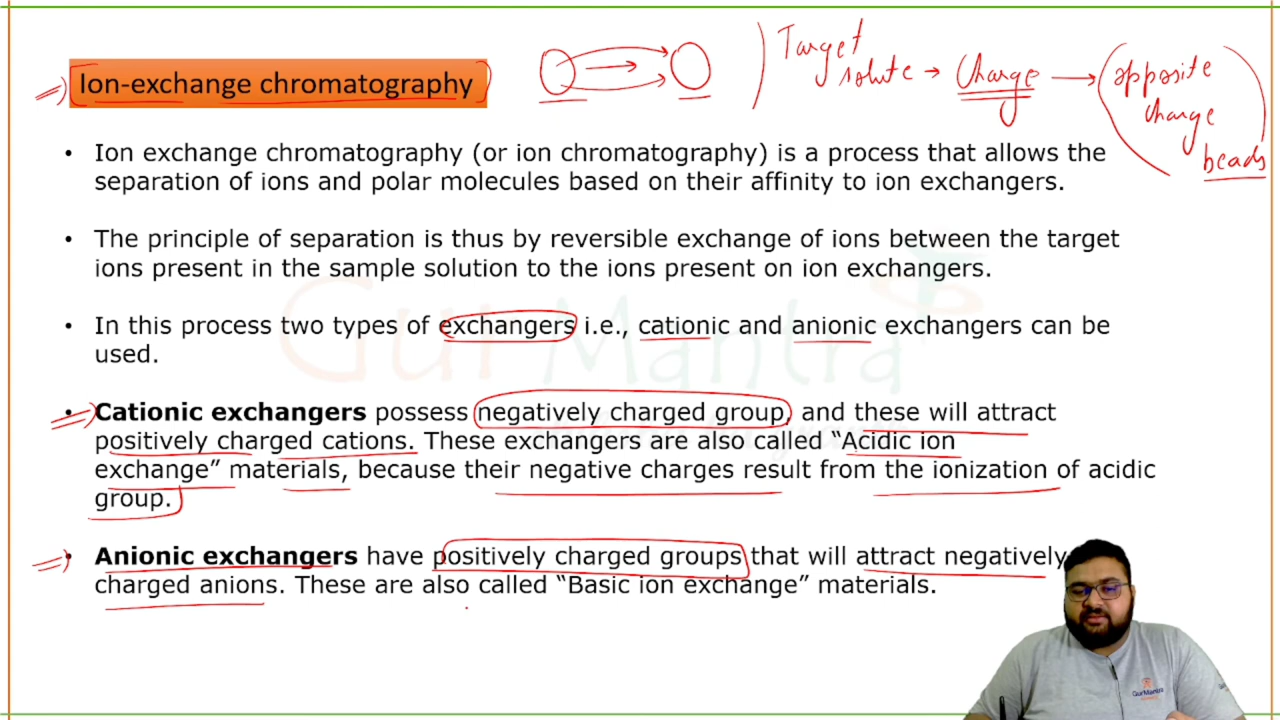 Ion-exchange chromatography
Target
solute → Charge → opposite
charge
beads
• Ion exchange chromatography (or ion chromatography) is a process that allows the
separation of ions and polar molecules based on their affinity to ion exchangers.
• The principle of separation is thus by reversible exchange of ions between the target
ions present in the sample solution to the ions present on ion exchangers.
• In this process two types of exchangers i.e., cationic and anionic exchangers can be
used.
• Cationic exchangers possess negatively charged group, and these will attract
positively charged cations. These exchangers are also called “Acidic ion
exchange” materials, because their negative charges result from the ionization of acidic
group.
• Anionic exchangers have positively charged groups that will attract negatively
charged anions. These are also called “Basic ion exchange” materials.
Gur Mantra
GurMantra